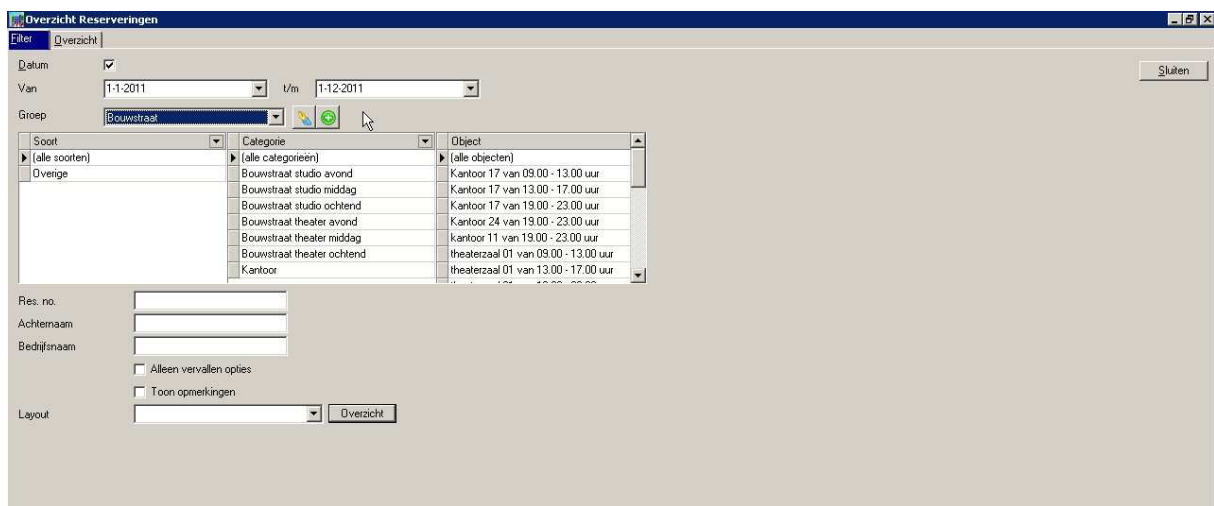 Overzicht Reserveringen
Filter Overzicht
Datum
Sluiten
Van 1-1-2011 t/m 1-12-2011
Groep Bouwstraat
Soort Categorie Object
(alle soorten) (alle categorieën) (alle objecten)
Overige Bouwstraat studio avond Kantoor 17 van 09.00 - 13.00 uur
Bouwstraat studio middag Kantoor 17 van 13.00 - 17.00 uur
Bouwstraat studio ochtend Kantoor 17 van 19.00 - 23.00 uur
Bouwstraat theater avond Kantoor 24 van 19.00 - 23.00 uur
Bouwstraat theater middag kantoor 11 van 19.00 - 23.00 uur
Bouwstraat theater ochtend theaterzaal 01 van 09.00 - 13.00 uur
Kantoor theaterzaal 01 van 13.00 - 17.00 uur
Res. no.
Achternaam
Bedrijfsnaam
Alleen vervallen opties
Toon opmerkingen
Layout Overzicht